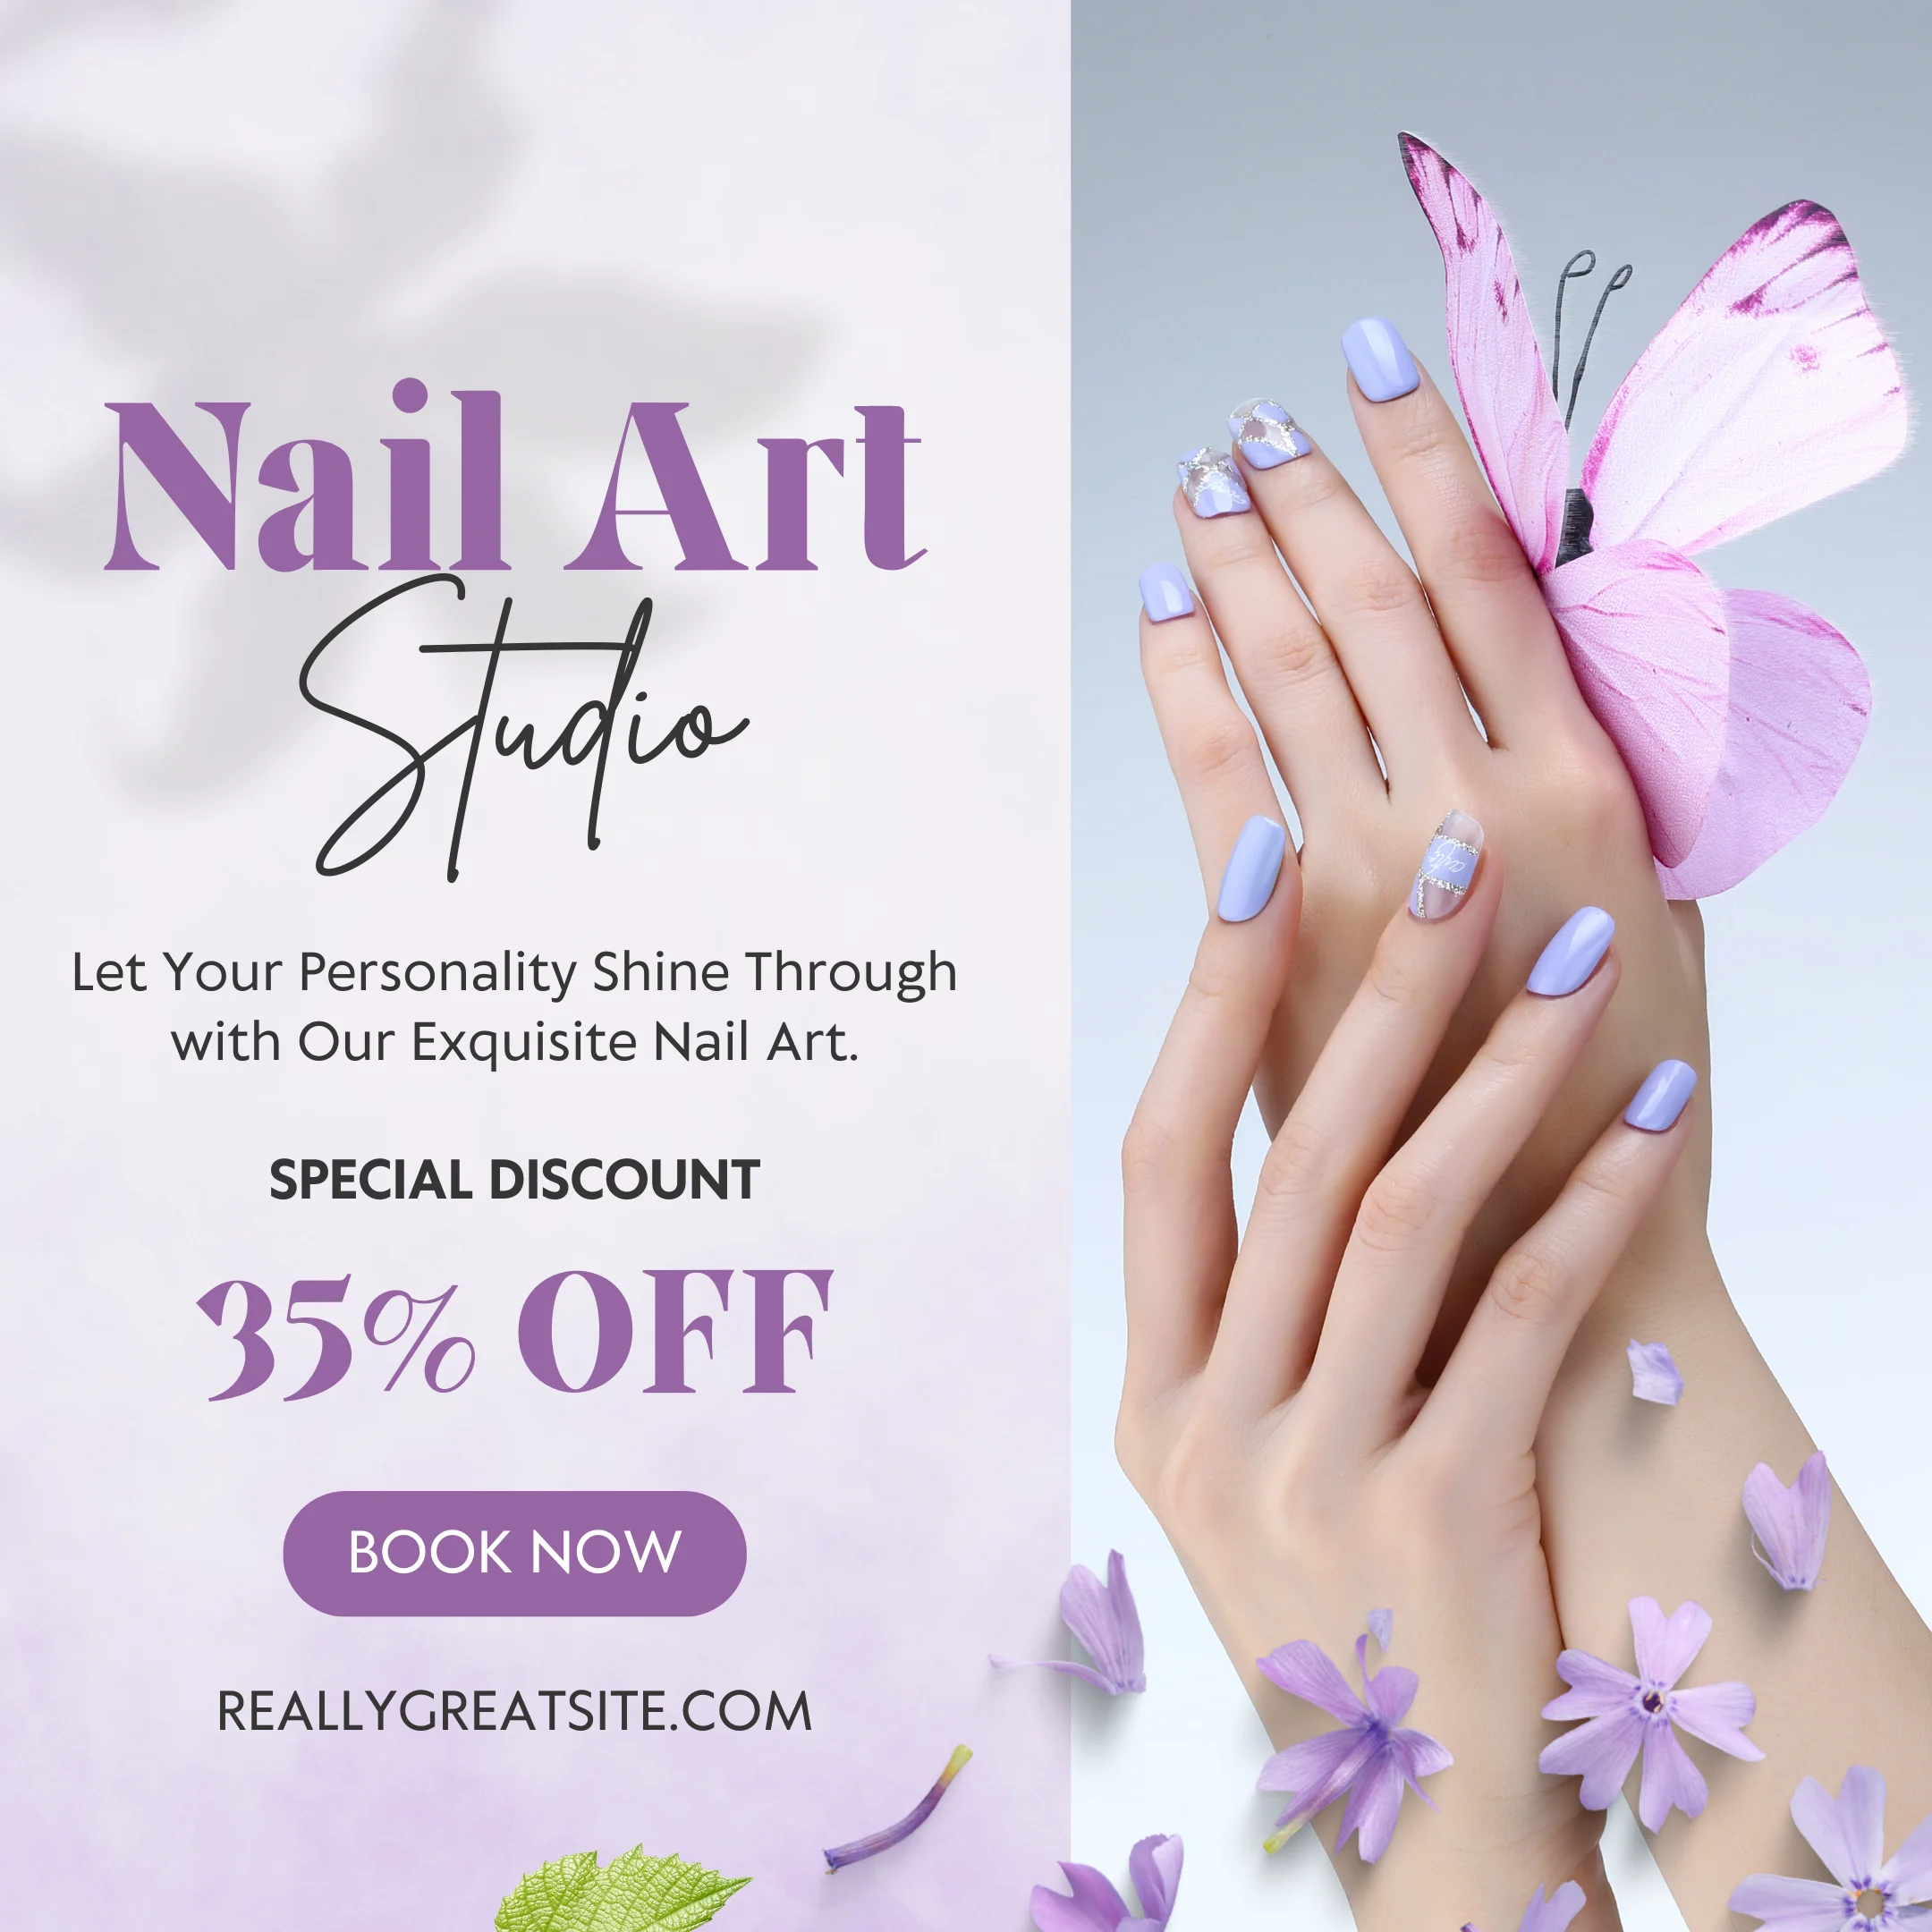 Nail Art
Studio
Let Your Personality Shine Through
with Our Exquisite Nail Art.
SPECIAL DISCOUNT
35% OFF
BOOK NOW
REALLYGREATSITE.COM